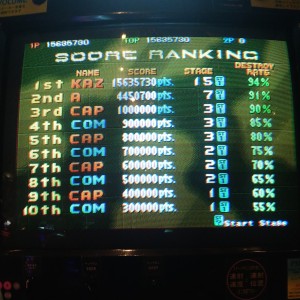 1P 15635730 TOP 15635730 2P 0
SCORE RANKING
NAME SCORE STAGE DESTROY RATE
1st KAZ 15635730pts. 15 94%
2nd A 4450700pts. 7 91%
3rd CAP 1000000pts. 3 90%
4th COM 900000pts. 3 85%
5th CAP 800000pts. 3 80%
6th COM 700000pts. 2 75%
7th CAP 600000pts. 2 70%
8th COM 500000pts. 2 65%
9th CAP 400000pts. 1 60%
10th COM 300000pts. 1 55%
Start Stage